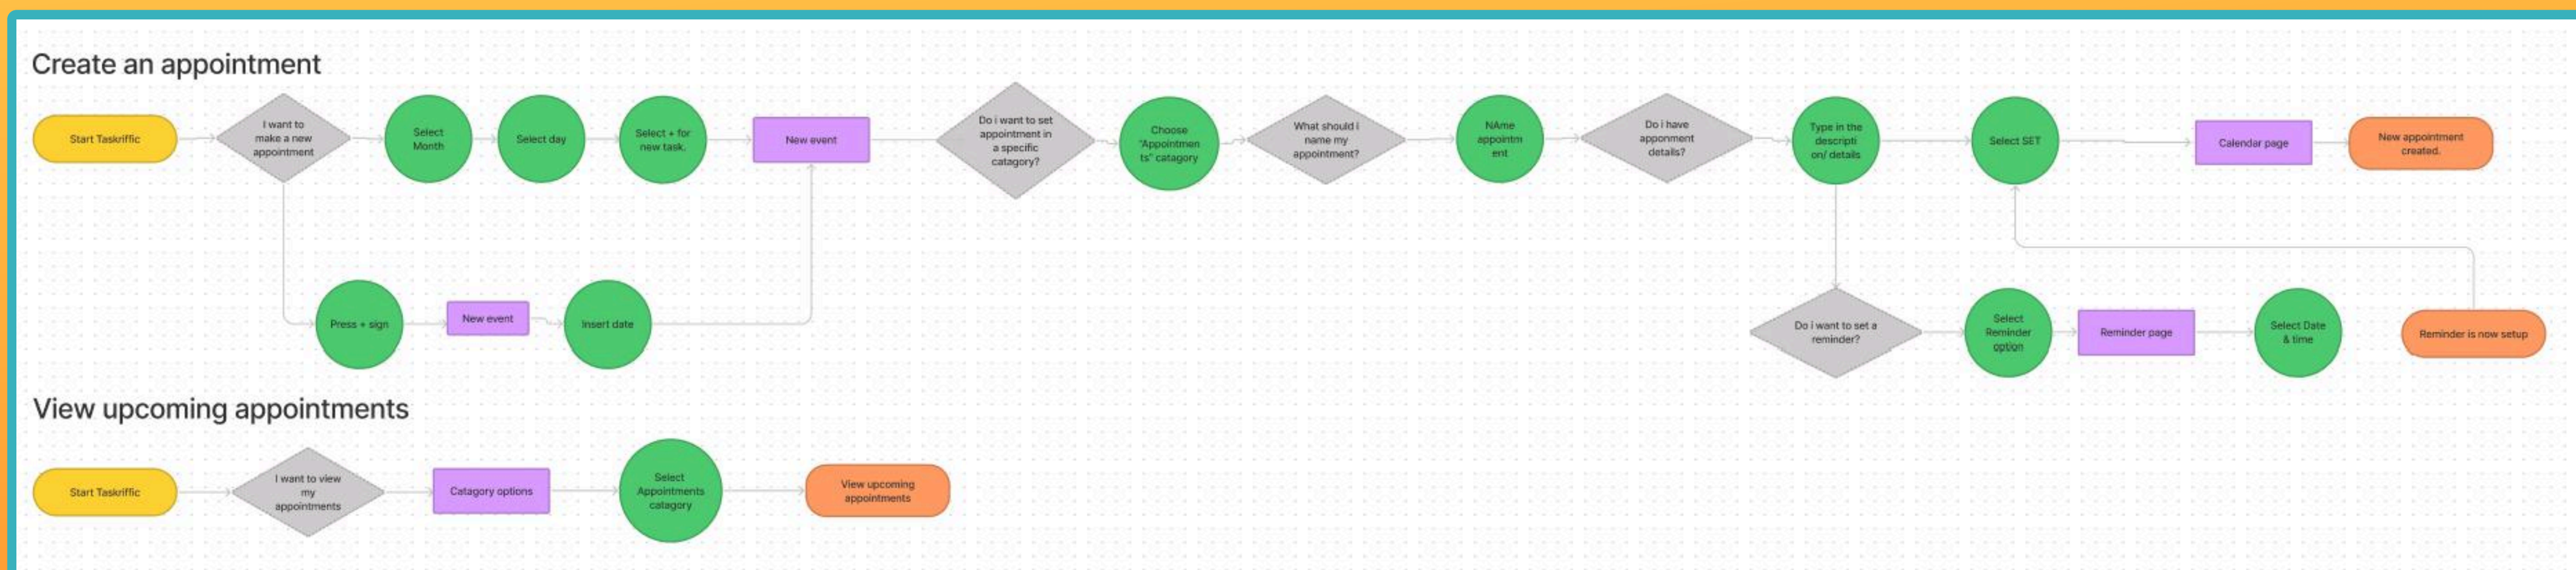 Create an appointment
Start Taskriffic
I want to
make a new
appointment
Select
Month
Select day
Select + for
new task.
New event
Do i want to set
appointment in
a specific
catagory?
Choose
"Appointmen
ts" catagory
What should i
name my
appointment?
NAme
appointm
ent
Do i have
apponment
details?
Type in the
descripti
on/ details
Select SET
Calendar page
New appointment
created.
Press + sign
New event
Insert date
Do i want to set a
reminder?
Select
Reminder
option
Reminder page
Select Date
& time
Reminder is now setup
View upcoming appointments
Start Taskriffic
I want to view
my
appointments
Catagory options
Select
Appointments
catagory
View upcoming
appointments